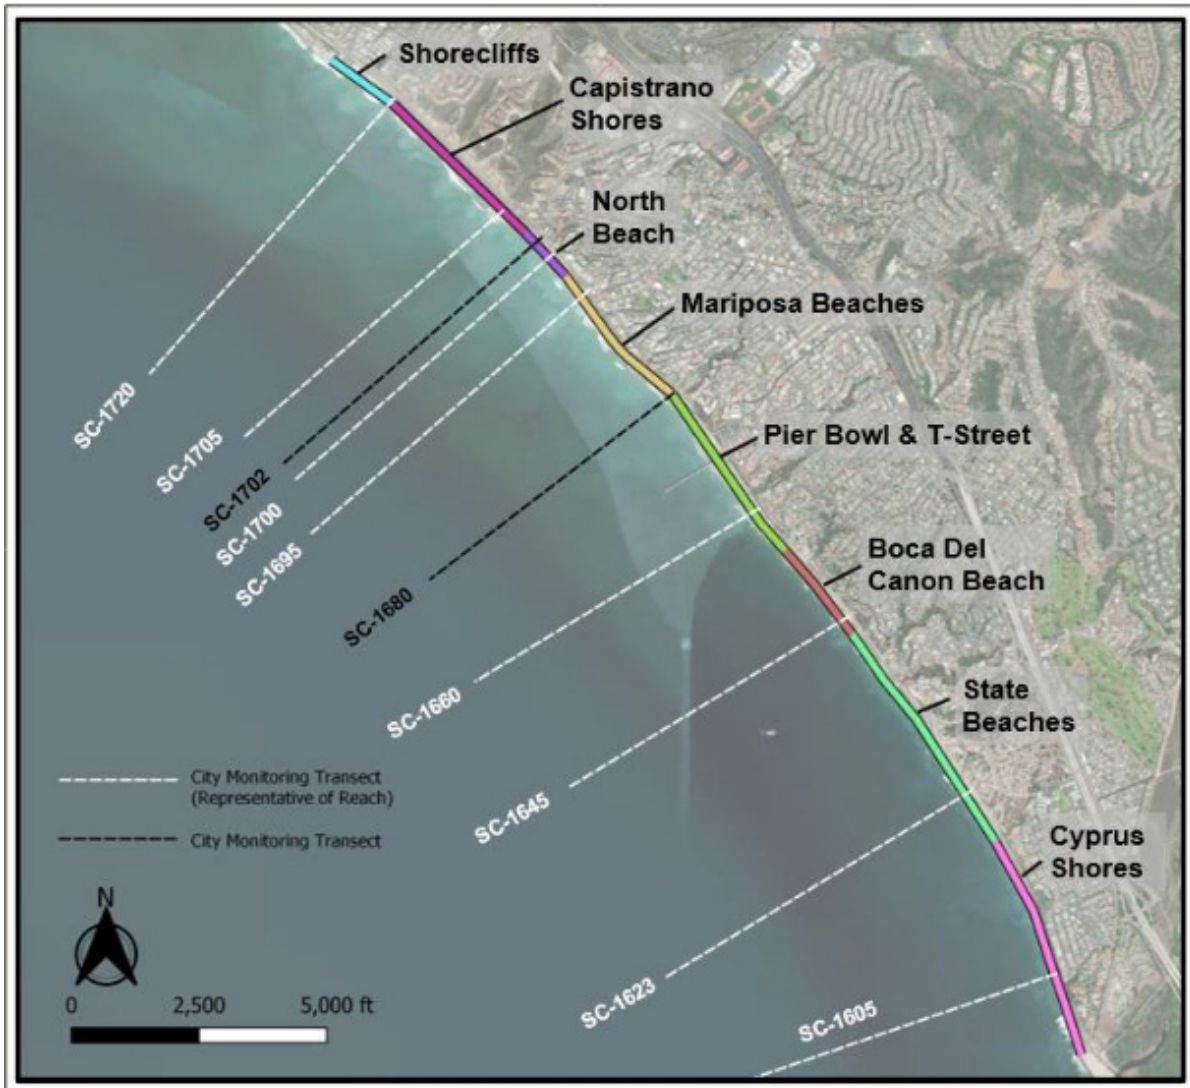 Shorecliffs
Capistrano
Shores
North
Beach
Mariposa Beaches
Pier Bowl & T-Street
Boca Del
Canon Beach
State
Beaches
Cyprus
Shores
SC-1720
SC-1705
SC-1702
SC-1700
SC-1695
SC-1680
SC-1660
SC-1645
SC-1623
SC-1605
City Monitoring Transect
(Representative of Reach)
City Monitoring Transect
N
0 2,500 5,000 ft